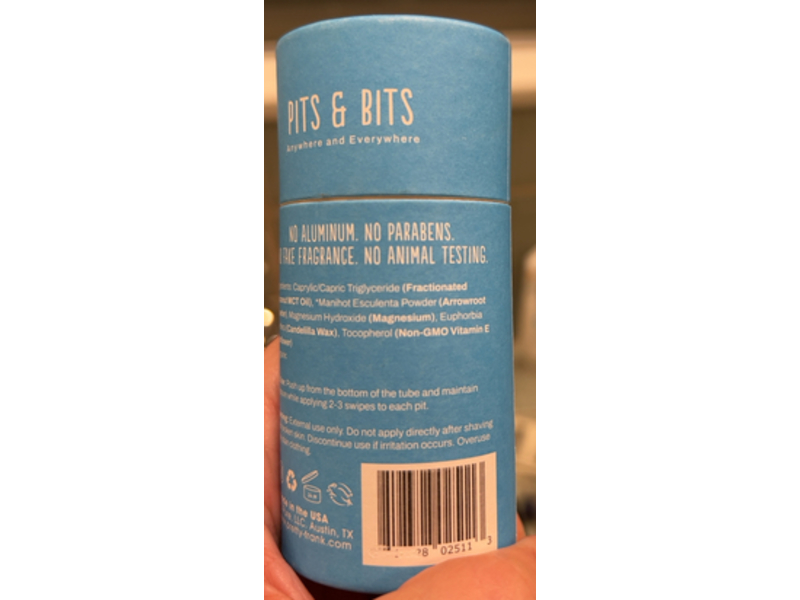 PITS & BITS
Anywhere and Everywhere
NO ALUMINUM. NO PARABENS.
FAKE FRAGRANCE. NO ANIMAL TESTING.
Caprylic/Capric Triglyceride (Fractionated
MCT Oil), *Manihot Esculenta Powder (Arrowroot
Magnesium Hydroxide (Magnesium), Euphorbia
(Candelilla Wax), Tocopherol (Non-GMO Vitamin E
Push up from the bottom of the tube and maintain
while applying 2-3 swipes to each pit.
External use only. Do not apply directly after shaving
skin. Discontinue use if irritation occurs. Overuse
clothing.
in the USA
LLC. Austin, TX
02511 3